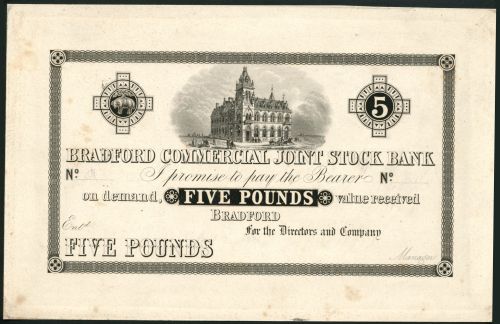 5
BRADFORD COMMERCIAL JOINT STOCK BANK
No I promise to pay the Bearer No
on demand, FIVE POUNDS value received
BRADFORD
Entd For the Directors and Company
FIVE POUNDS
Manager